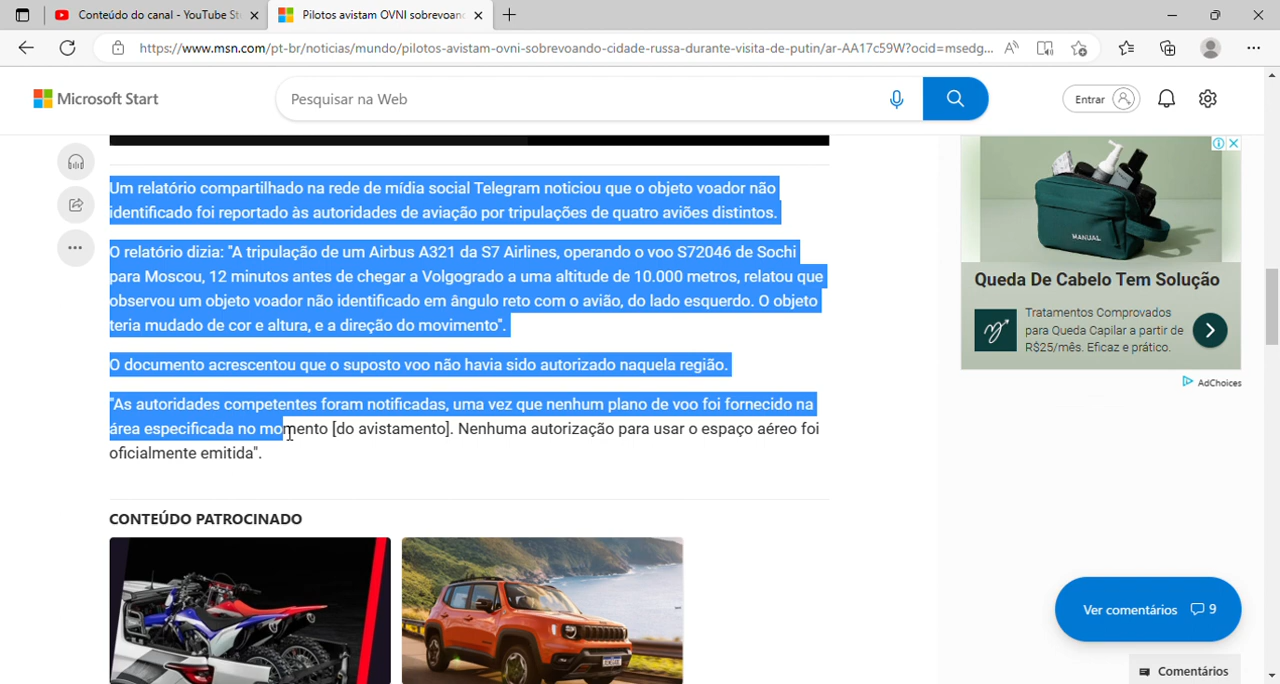 Conteúdo do canal - YouTube St
Pilotos avistam OVNI sobrevoand
https://www.msn.com/pt-br/noticias/mundo/pilotos-avistam-ovni-sobrevoando-cidade-russa-durante-visita-de-putin/ar-AA17c59W?ocid=msedg...
Microsoft Start
Pesquisar na Web
Entrar
Um relatório compartilhado na rede de mídia social Telegram noticiou que o objeto voador não
identificado foi reportado às autoridades de aviação por tripulações de quatro aviões distintos.
O relatório dizia: "A tripulação de um Airbus A321 da S7 Airlines, operando o voo S72046 de Sochi
para Moscou, 12 minutos antes de chegar a Volgogrado a uma altitude de 10.000 metros, relatou que
observou um objeto voador não identificado em ângulo reto com o avião, do lado esquerdo. O objeto
teria mudado de cor e altura, e a direção do movimento".
O documento acrescentou que o suposto voo não havia sido autorizado naquela região.
"As autoridades competentes foram notificadas, uma vez que nenhum plano de voo foi fornecido na
área especificada no momento [do avistamento]. Nenhuma autorização para usar o espaço aéreo foi
oficialmente emitida".
CONTEÚDO PATROCINADO
MANUAL
Queda De Cabelo Tem Solução
Tratamentos Comprovados
para Queda Capilar a partir de
R$25/mês. Eficaz e prático.
AdChoices
Ver comentários 9
Comentários